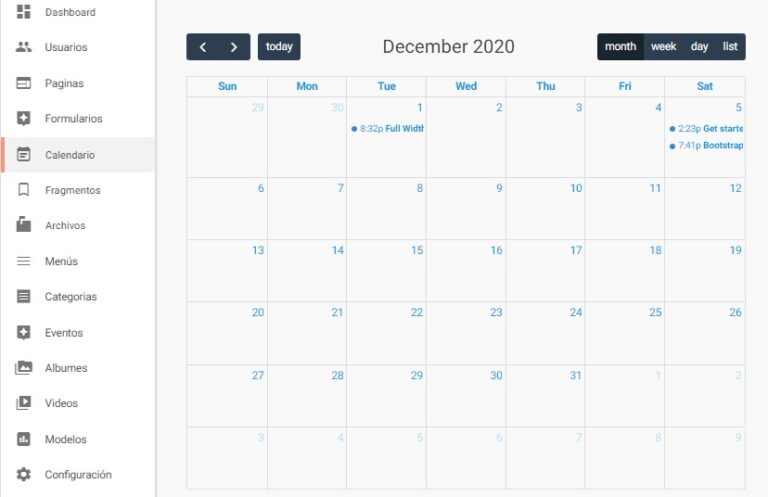 Dashboard
Usuarios
Paginas
Formularios
Calendario
Fragmentos
Archivos
Menús
Categorias
Eventos
Albumes
Videos
Modelos
Configuración
today
December 2020
month week day list
Sun Mon Tue Wed Thu Fri Sat
29 30 1 2 3 4 5
8:32p Full Width
2:23p Get starte
7:41p Bootstrap
6 7 8 9 10 11 12
13 14 15 16 17 18 19
20 21 22 23 24 25 26
27 28 29 30 31 1 2
3 4 5 6 7 8 9